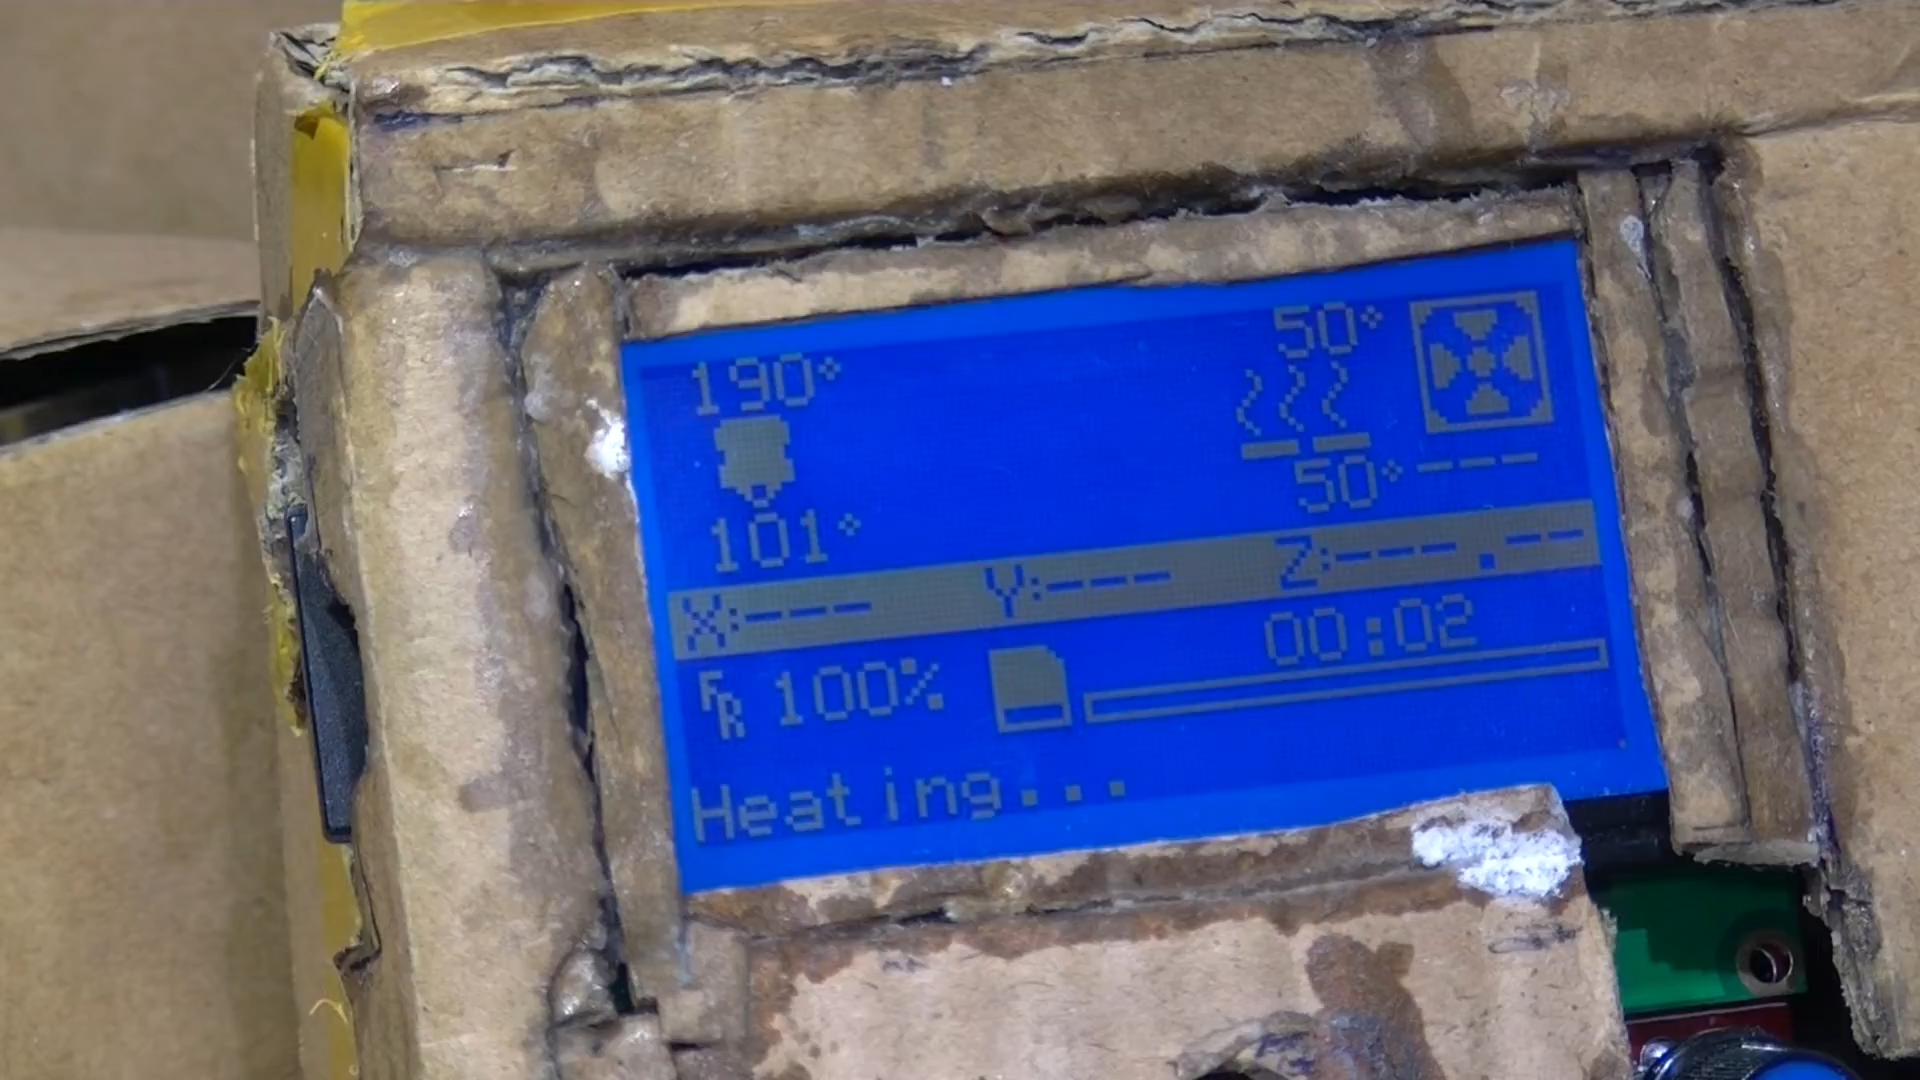 190° 50°
101° 50° ---
X:--- Y:--- Z:---.--
FR 100% 00:02
Heating...